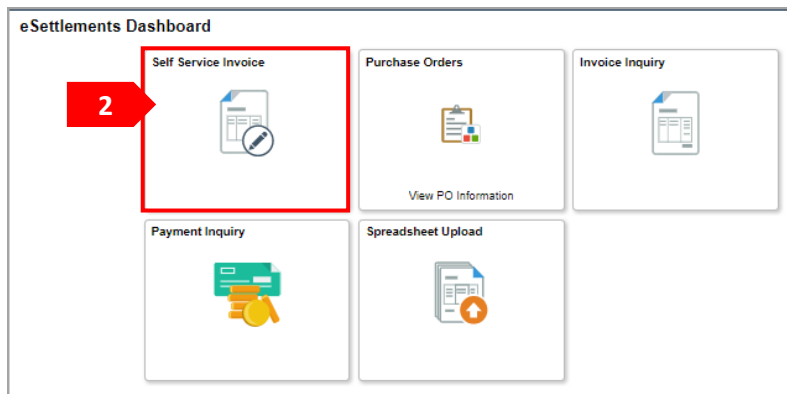 eSettlements Dashboard
Self Service Invoice
Purchase Orders
Invoice Inquiry
2
View PO Information
Payment Inquiry
Spreadsheet Upload